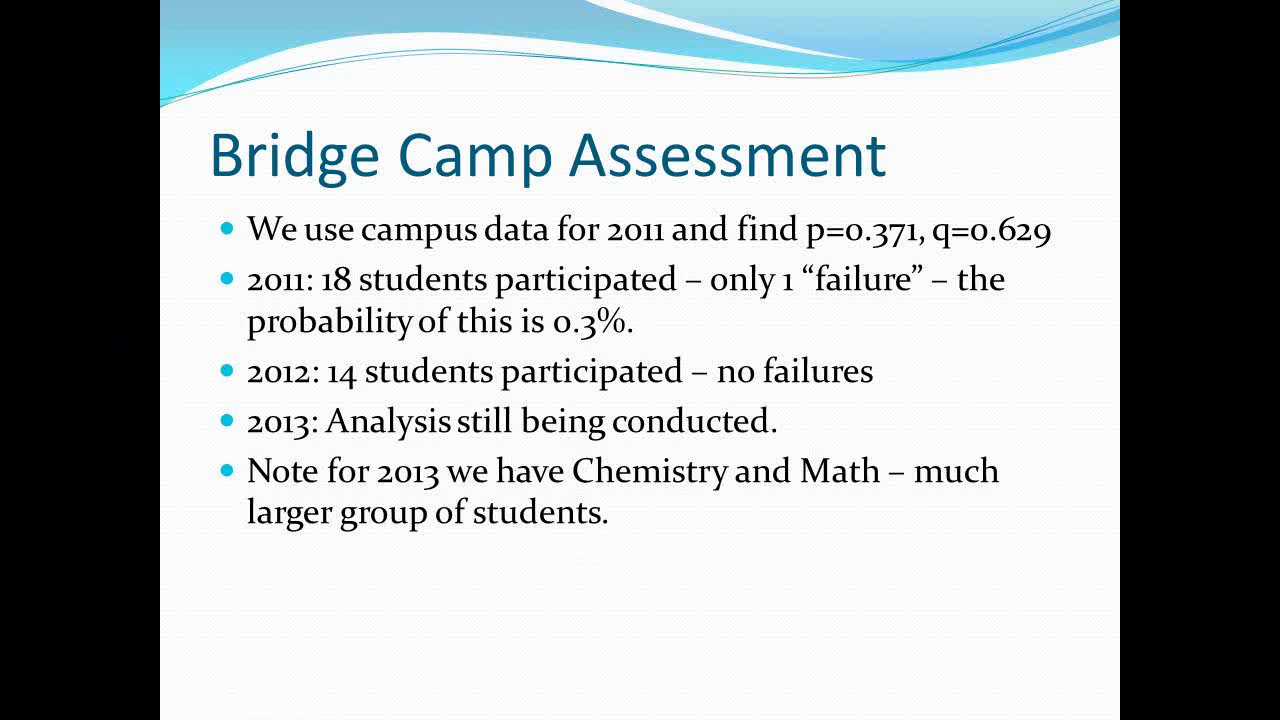 Bridge Camp Assessment
• We use campus data for 2011 and find p=0.371, q=0.629
• 2011: 18 students participated – only 1 “failure” – the
probability of this is 0.3%.
• 2012: 14 students participated – no failures
• 2013: Analysis still being conducted.
• Note for 2013 we have Chemistry and Math – much
larger group of students.